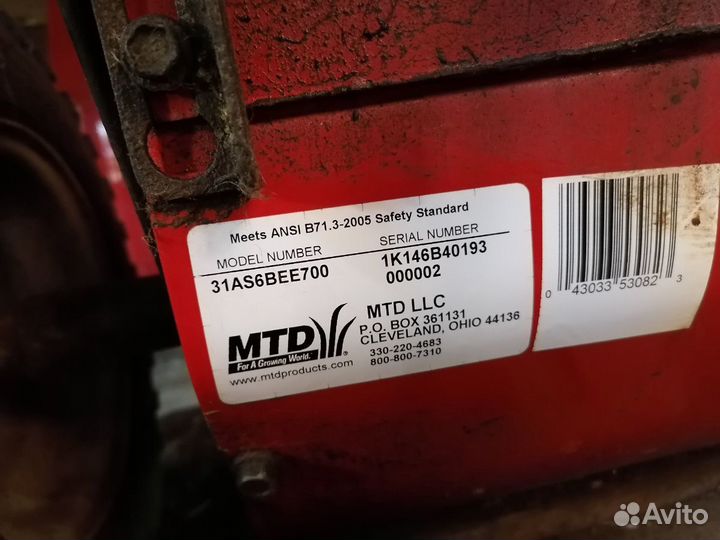 Meets ANSI B71.3-2005 Safety Standard
MODEL NUMBER
SERIAL NUMBER
31AS6BEE700
1K146B40193
000002
MTD
For A Growing World.
www.mtdproducts.com
MTD LLC
P.O. BOX 361131
CLEVELAND, OHIO 44136
330-220-4683
800-800-7310
0 43033 53082 3
Avito